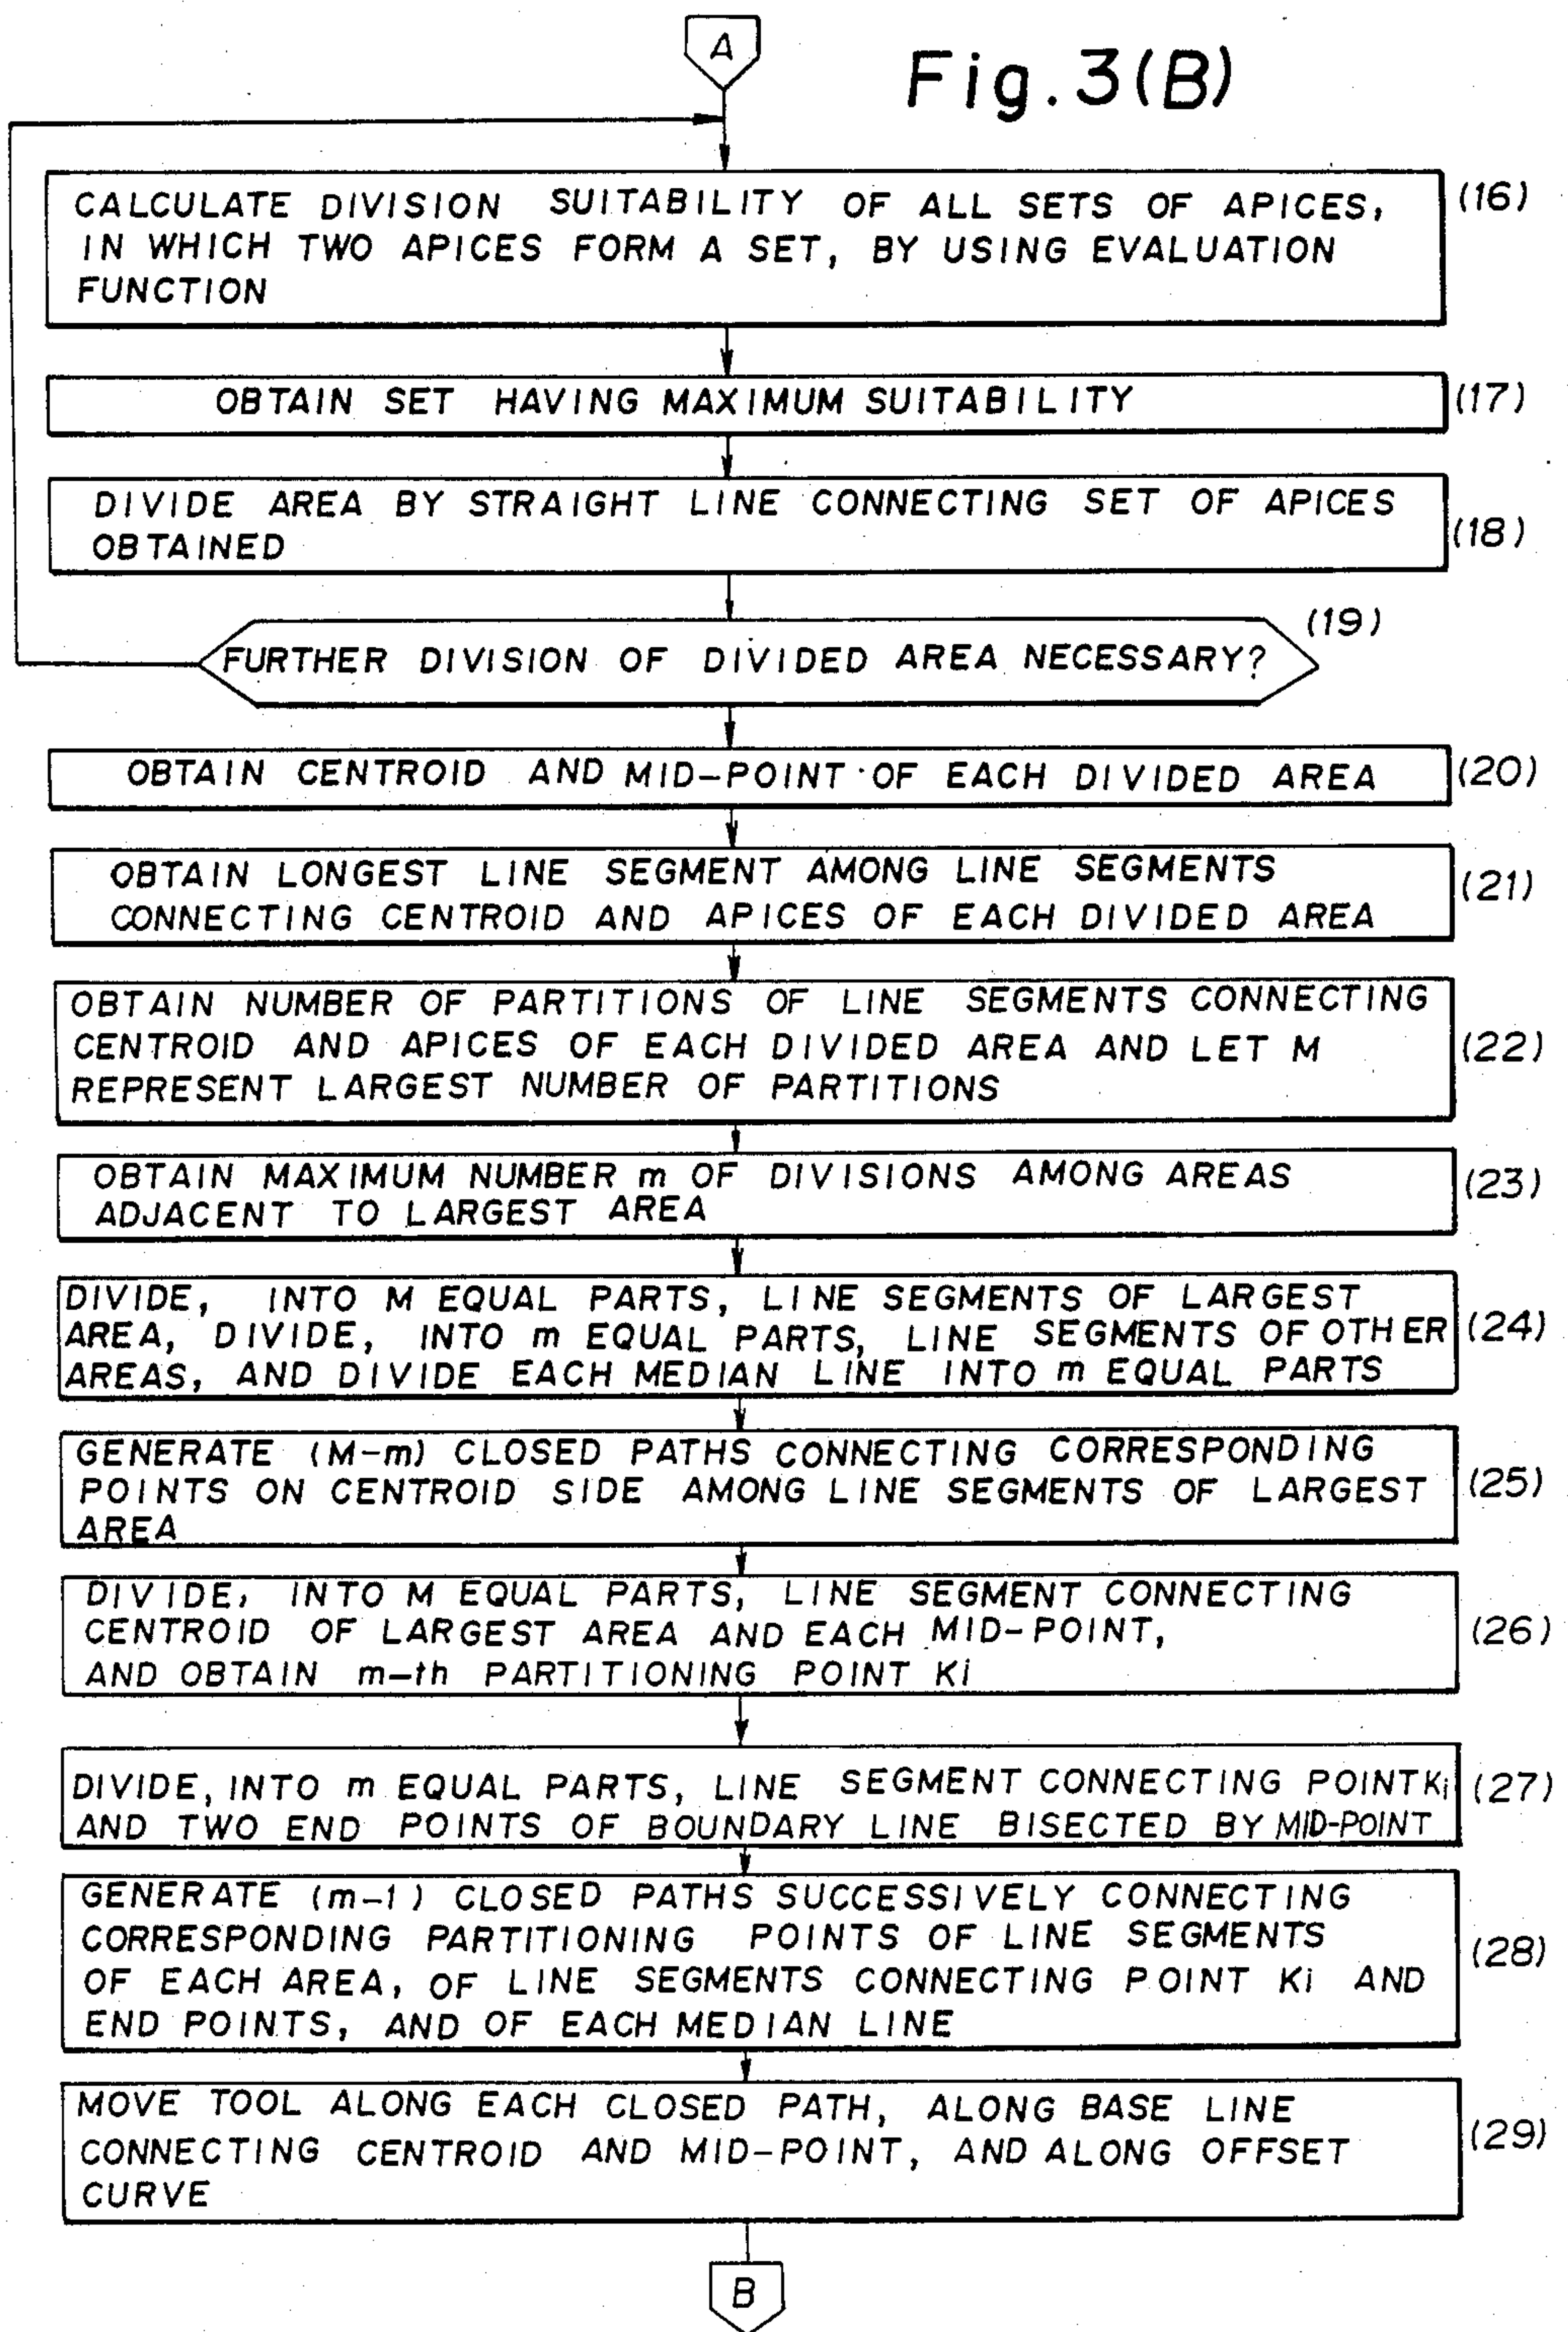 A
Fig. 3(B)
CALCULATE DIVISION SUITABILITY OF ALL SETS OF APICES,
IN WHICH TWO APICES FORM A SET, BY USING EVALUATION
FUNCTION
(16)
OBTAIN SET HAVING MAXIMUM SUITABILITY
(17)
DIVIDE AREA BY STRAIGHT LINE CONNECTING SET OF APICES
OBTAINED
(18)
FURTHER DIVISION OF DIVIDED AREA NECESSARY?
(19)
OBTAIN CENTROID AND MID-POINT OF EACH DIVIDED AREA
(20)
OBTAIN LONGEST LINE SEGMENT AMONG LINE SEGMENTS
CONNECTING CENTROID AND APICES OF EACH DIVIDED AREA
(21)
OBTAIN NUMBER OF PARTITIONS OF LINE SEGMENTS CONNECTING
CENTROID AND APICES OF EACH DIVIDED AREA AND LET M
REPRESENT LARGEST NUMBER OF PARTITIONS
(22)
OBTAIN MAXIMUM NUMBER m OF DIVISIONS AMONG AREAS
ADJACENT TO LARGEST AREA
(23)
DIVIDE, INTO M EQUAL PARTS, LINE SEGMENTS OF LARGEST
AREA, DIVIDE, INTO m EQUAL PARTS, LINE SEGMENTS OF OTHER
AREAS, AND DIVIDE EACH MEDIAN LINE INTO m EQUAL PARTS
(24)
GENERATE (M-m) CLOSED PATHS CONNECTING CORRESPONDING
POINTS ON CENTROID SIDE AMONG LINE SEGMENTS OF LARGEST
AREA
(25)
DIVIDE, INTO M EQUAL PARTS, LINE SEGMENT CONNECTING
CENTROID OF LARGEST AREA AND EACH MID-POINT,
AND OBTAIN m-th PARTITIONING POINT Ki
(26)
DIVIDE, INTO m EQUAL PARTS, LINE SEGMENT CONNECTING POINT Ki
AND TWO END POINTS OF BOUNDARY LINE BISECTED BY MID-POINT
(27)
GENERATE (m-1) CLOSED PATHS SUCCESSIVELY CONNECTING
CORRESPONDING PARTITIONING POINTS OF LINE SEGMENTS
OF EACH AREA, OF LINE SEGMENTS CONNECTING POINT Ki AND
END POINTS, AND OF EACH MEDIAN LINE
(28)
MOVE TOOL ALONG EACH CLOSED PATH, ALONG BASE LINE
CONNECTING CENTROID AND MID-POINT, AND ALONG OFFSET
CURVE
(29)
B